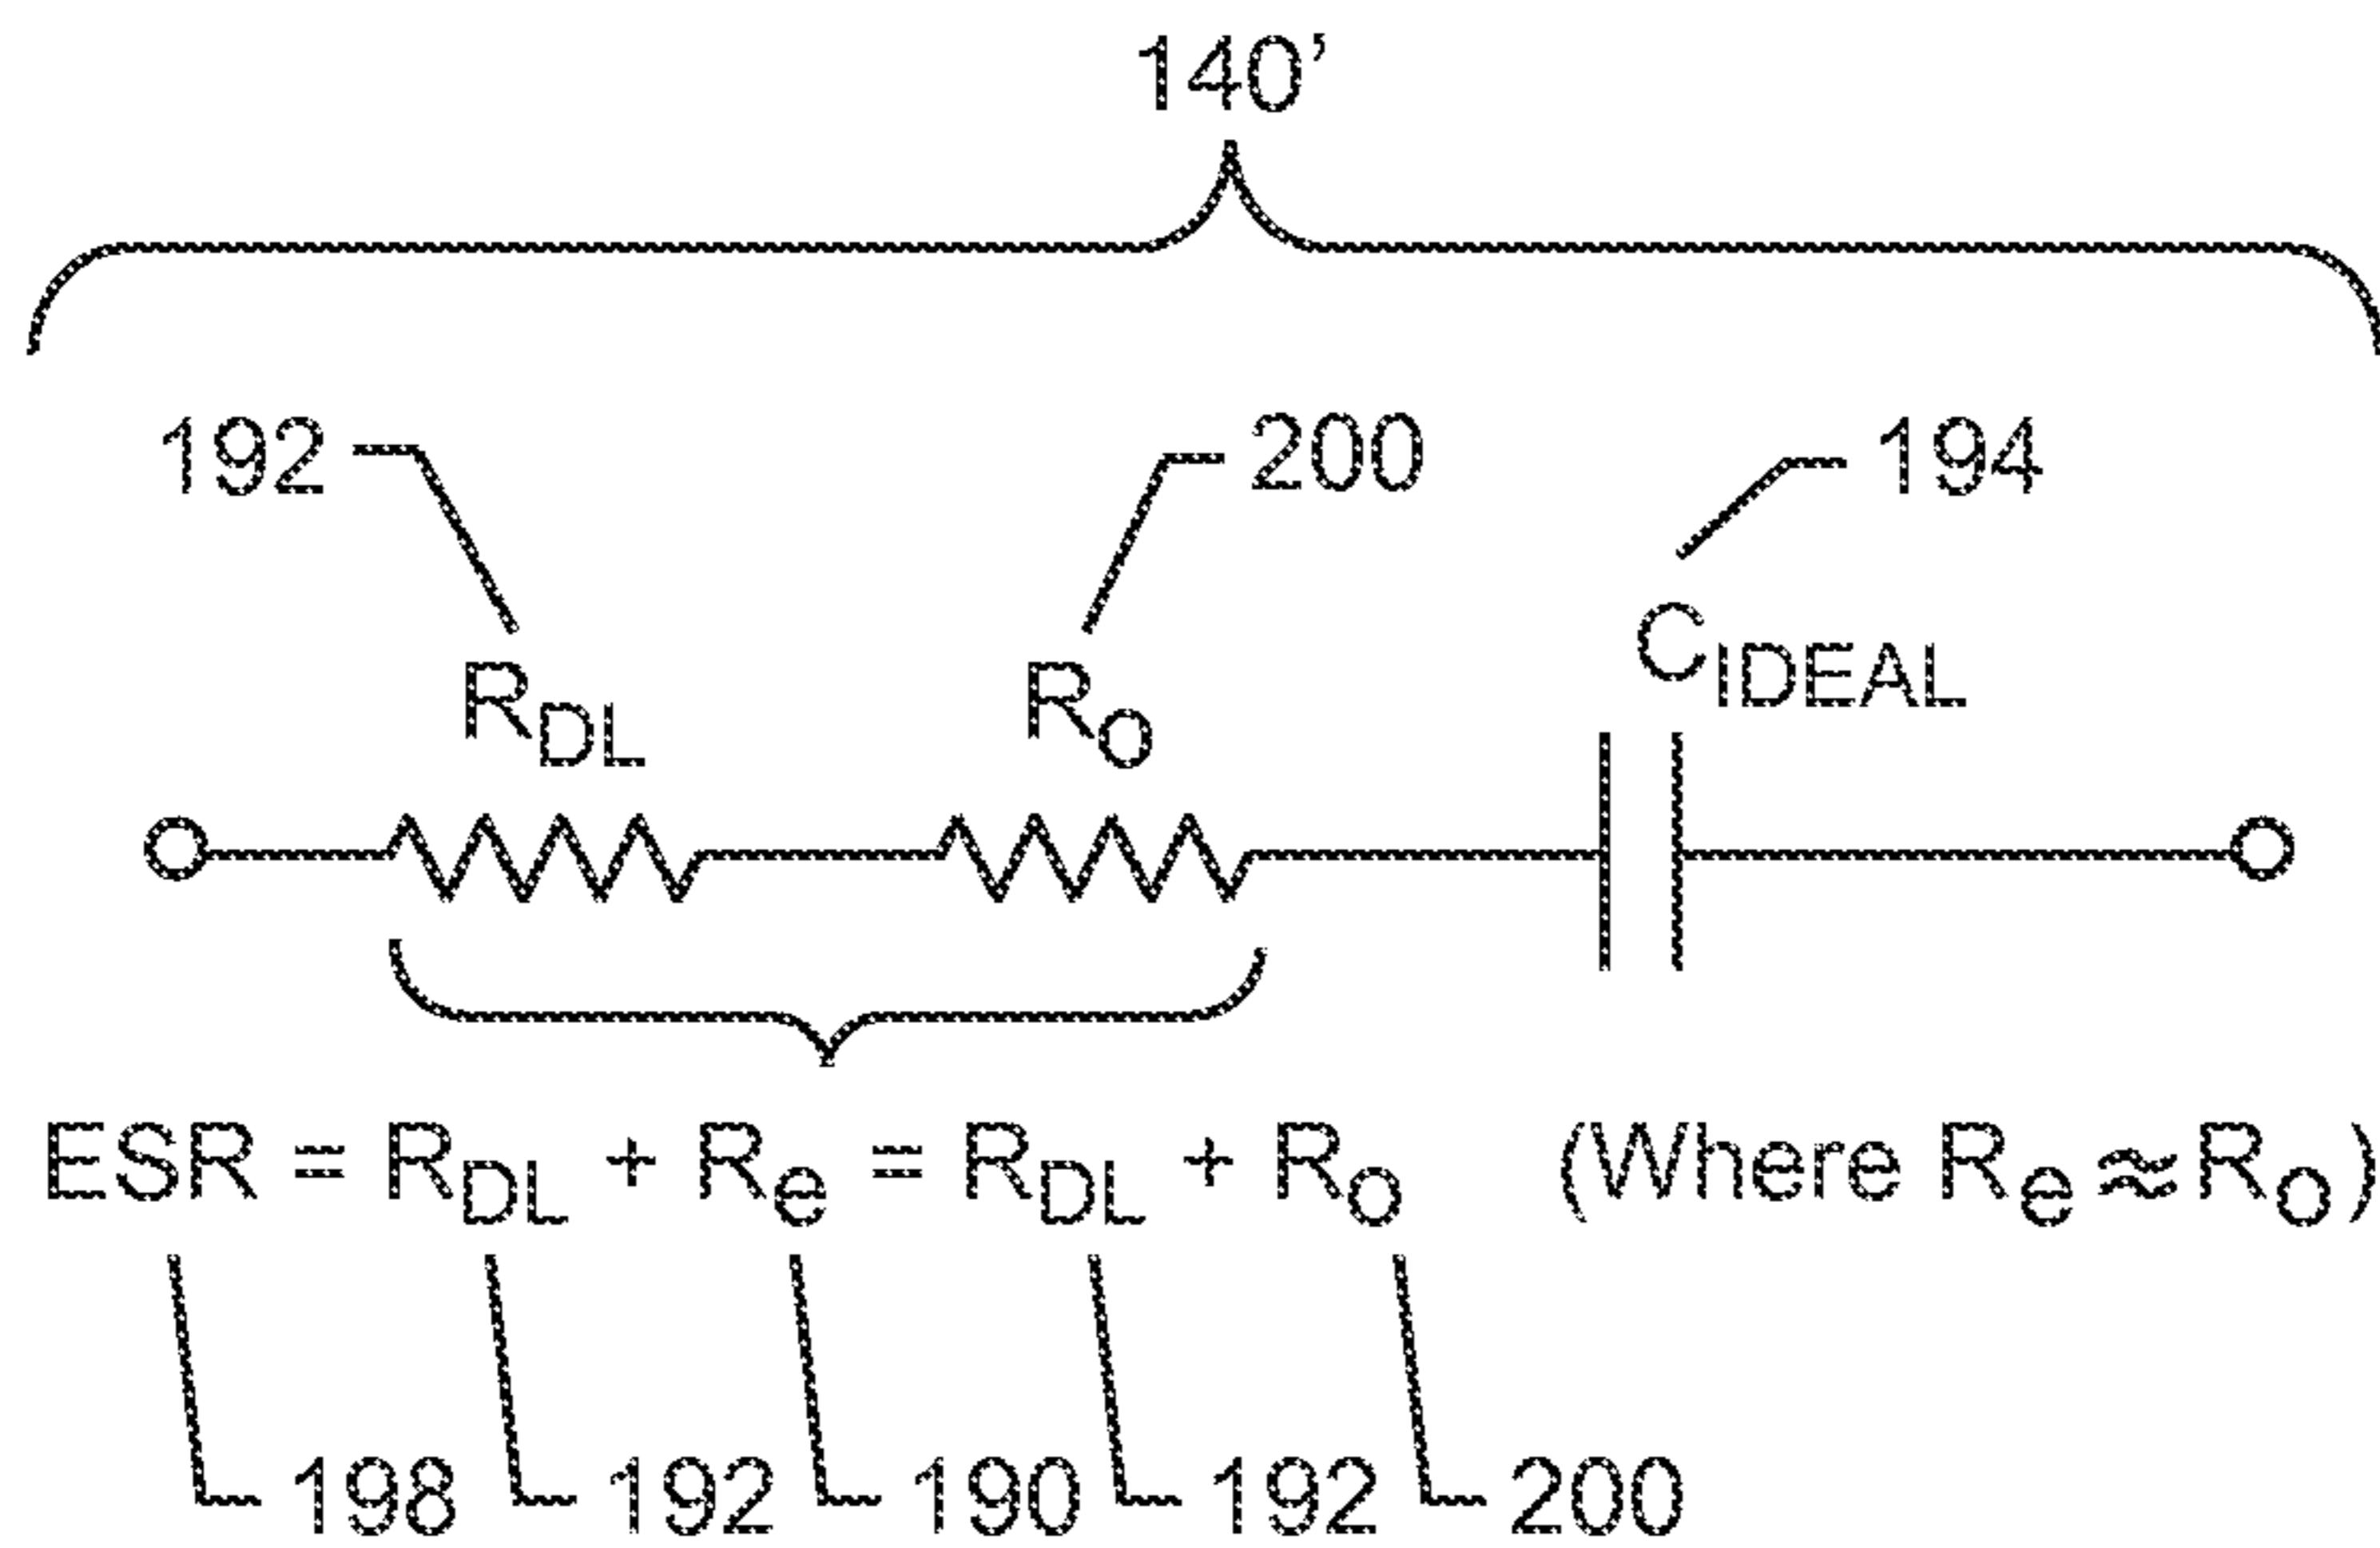 140’
192 200 194
R_DL R_O C_IDEAL
ESR = R_DL + R_e = R_DL + R_O (Where R_e ≈ R_O)
198 192 190 192 200